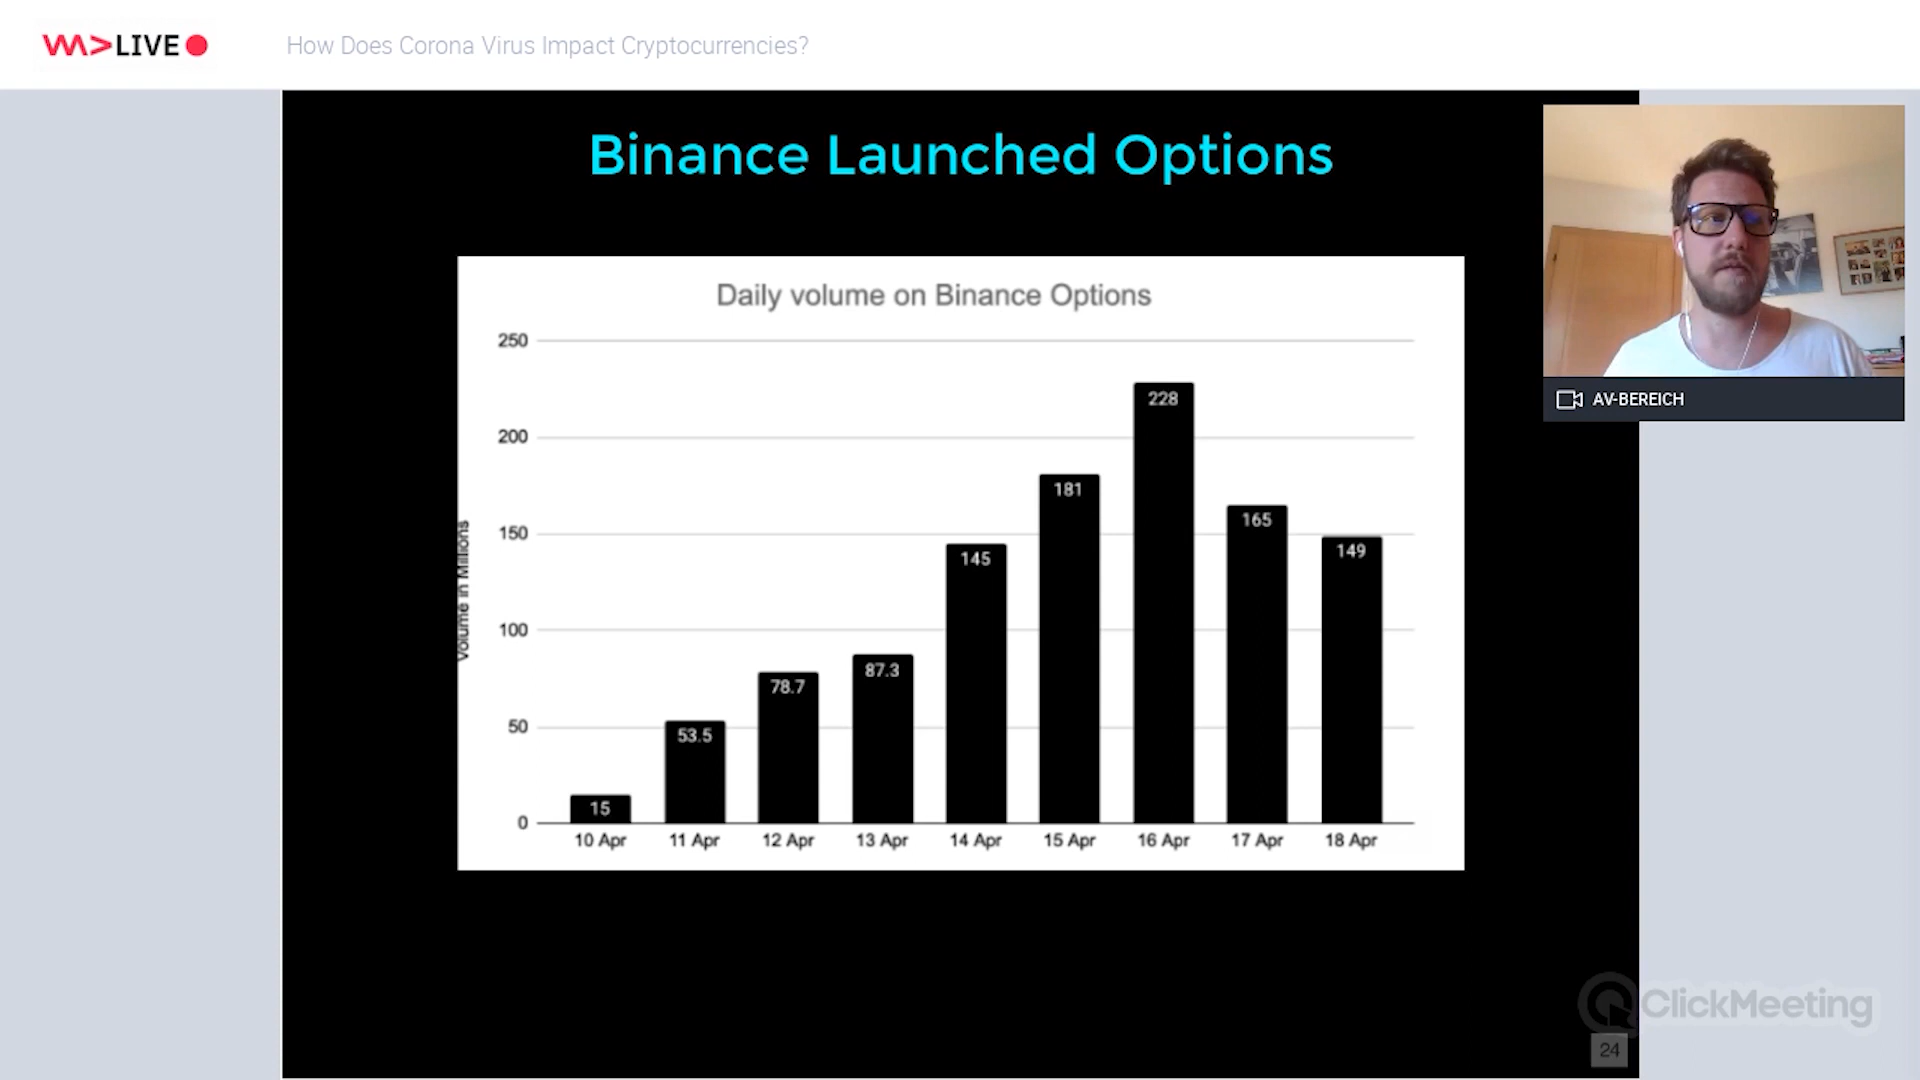 VM>LIVE
How Does Corona Virus Impact Cryptocurrencies?
Binance Launched Options
Daily volume on Binance Options
Volume in Millions
250
200
150
100
50
0
15
53.5
78.7
87.3
145
181
228
165
149
10 Apr
11 Apr
12 Apr
13 Apr
14 Apr
15 Apr
16 Apr
17 Apr
18 Apr
AV-BEREICH
ClickMeeting
24